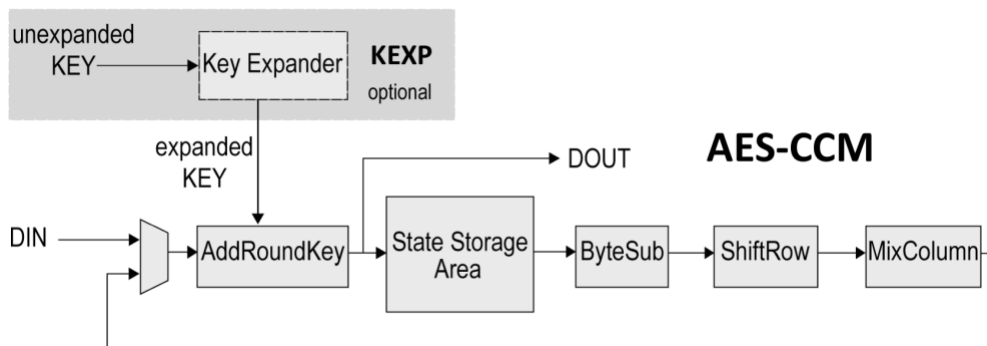 unexpanded
KEY
Key Expander
KEXP
optional
expanded
KEY
AES-CCM
DOUT
DIN
AddRoundKey
State Storage
Area
ByteSub
ShiftRow
MixColumn